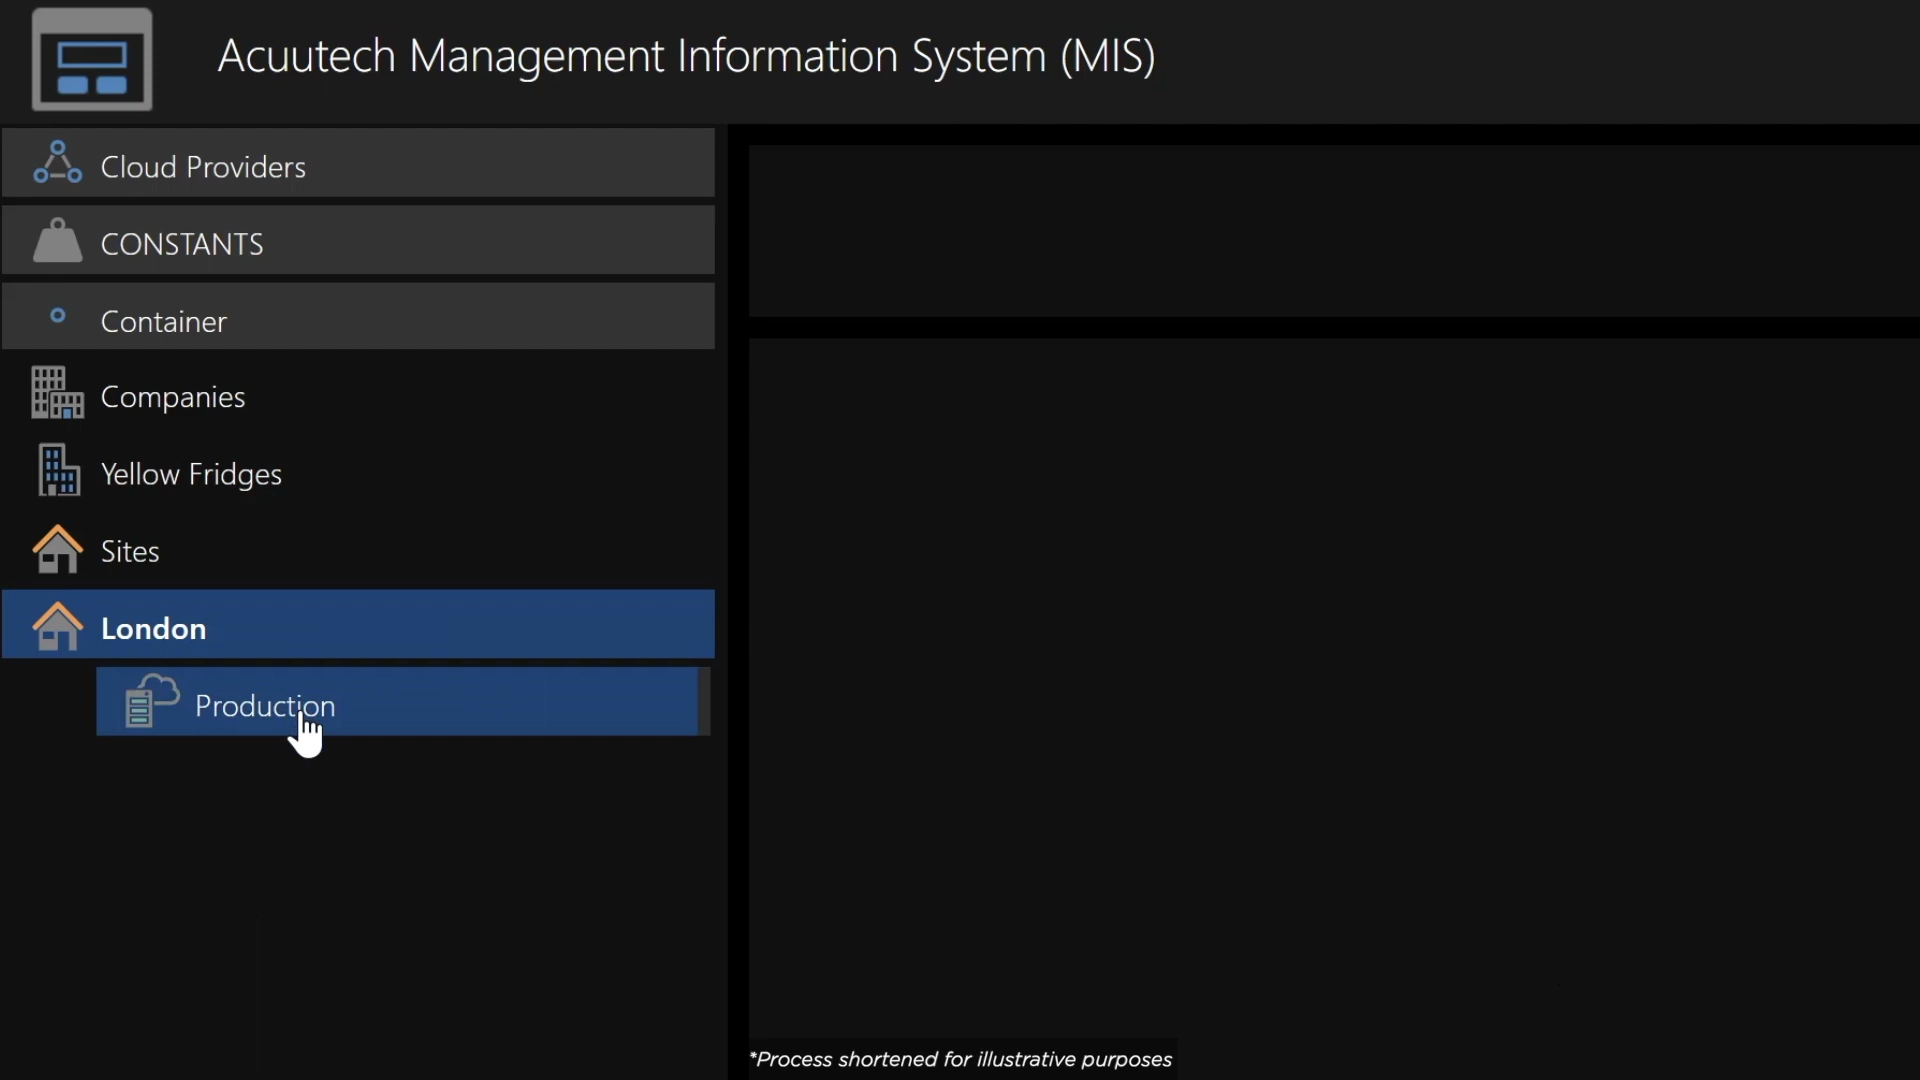 Acuutech Management Information System (MIS)
Cloud Providers
CONSTANTS
Container
Companies
Yellow Fridges
Sites
London
Production
*Process shortened for illustrative purposes